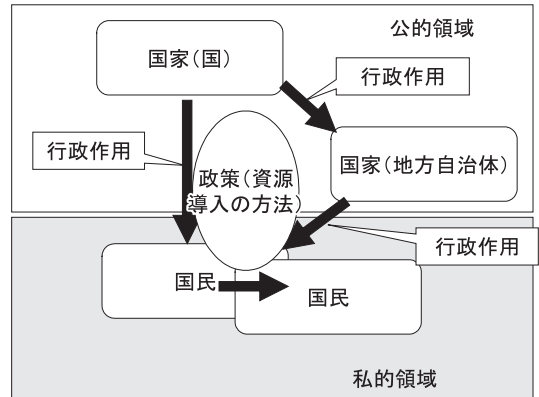 公的領域
国家(国)
行政作用
行政作用
国家(地方自治体)
政策(資源
導入の方法)
行政作用
国民
国民
私的領域